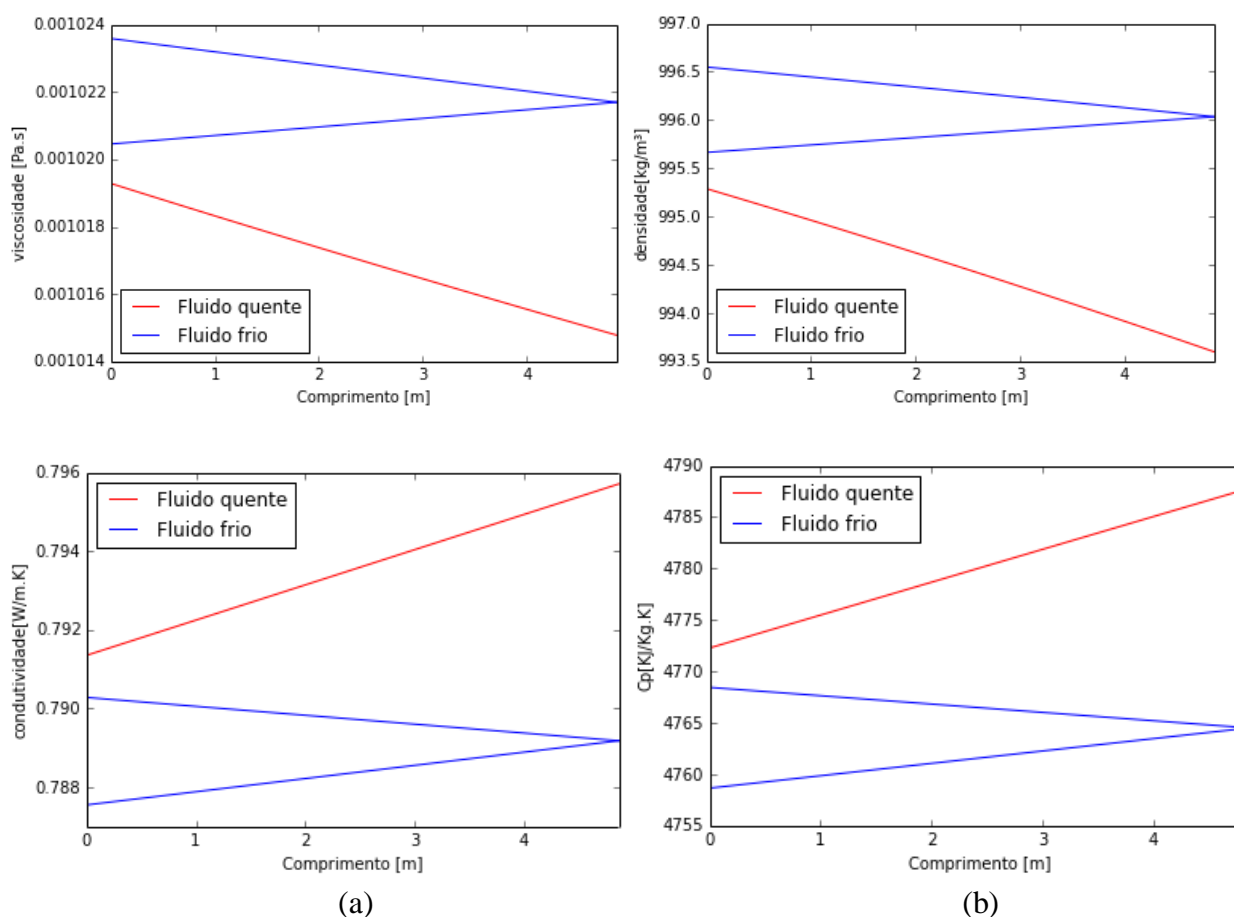 0.001024
0.001022
0.001020
0.001018
0.001016
0.001014
viscosidade [Pa.s]
Fluido quente
Fluido frio
0 1 2 3 4
Comprimento [m]
997.0
996.5
996.0
995.5
995.0
994.5
994.0
993.5
densidade[kg/m³]
Fluido quente
Fluido frio
0 1 2 3 4
Comprimento [m]
0.796
0.794
0.792
0.790
0.788
condutividade[W/m.K]
Fluido quente
Fluido frio
0 1 2 3 4
Comprimento [m]
(a)
4790
4785
4780
4775
4770
4765
4760
4755
Cp[KJ/Kg.K]
Fluido quente
Fluido frio
0 1 2 3 4
Comprimento [m]
(b)